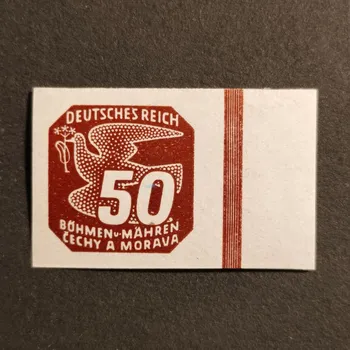 DEUTSCHES REICH
50
BÖHMEN u. MÄHREN
ČECHY A MORAVA